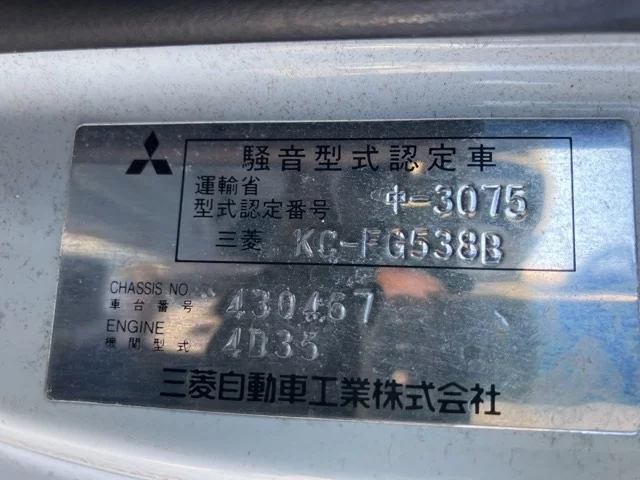 騒音型式認定車
運輸省
型式認定番号 中-3075
三菱 KC-FG538B
CHASSIS NO.
車台番号 430467
ENGINE
機関型式 4D35
三菱自動車工業株式会社